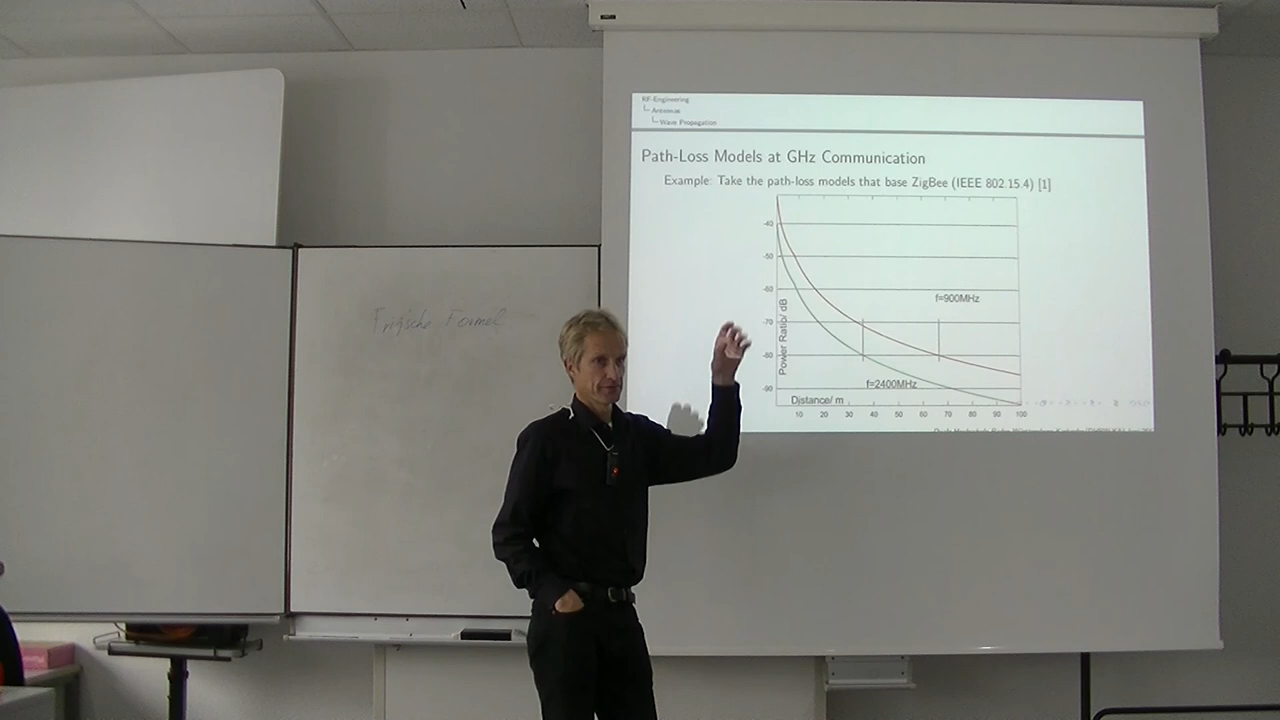 RF-Engineering
Antennas
Wave Propagation
Path-Loss Models at GHz Communication
Example: Take the path-loss models that base ZigBee (IEEE 802.15.4) [1]
-40
-50
-60
f=900MHz
-70
Power Ratio/ dB
-80
f=2400MHz
-90
Distance/ m
10 20 30 40 50 60 70 80 90 100
Formel